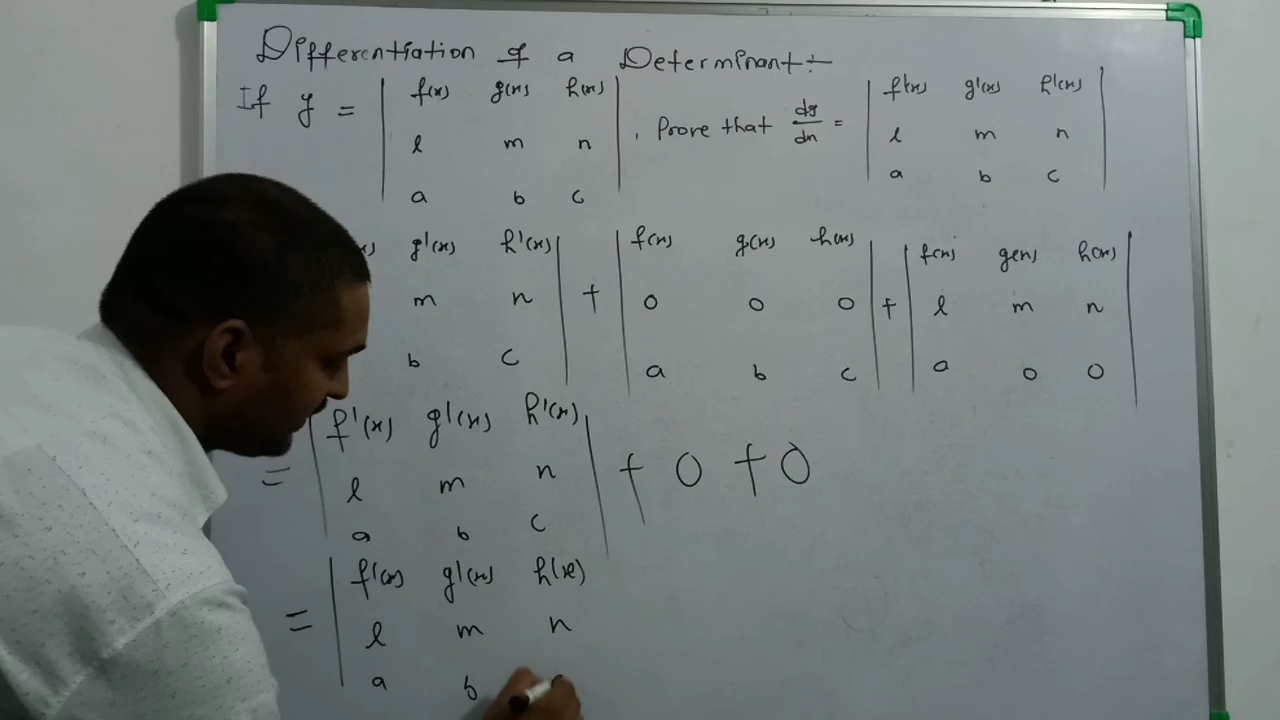 Differentiation of a Determinant :-
If y = | f(x) g(x) h(x) | , Prove that dy/dx = | f'(x) g'(x) h'(x) |
l m n l m n
a b c a b c
g'(x) h'(x) | + | f(x) g(x) h(x) | + | f(x) g(x) h(x) |
m n 0 0 0 l m n
b c a b c a 0 0
= | f'(x) g'(x) h'(x) | + 0 + 0
l m n
a b c
= | f'(x) g'(x) h(x)
l m n
a b